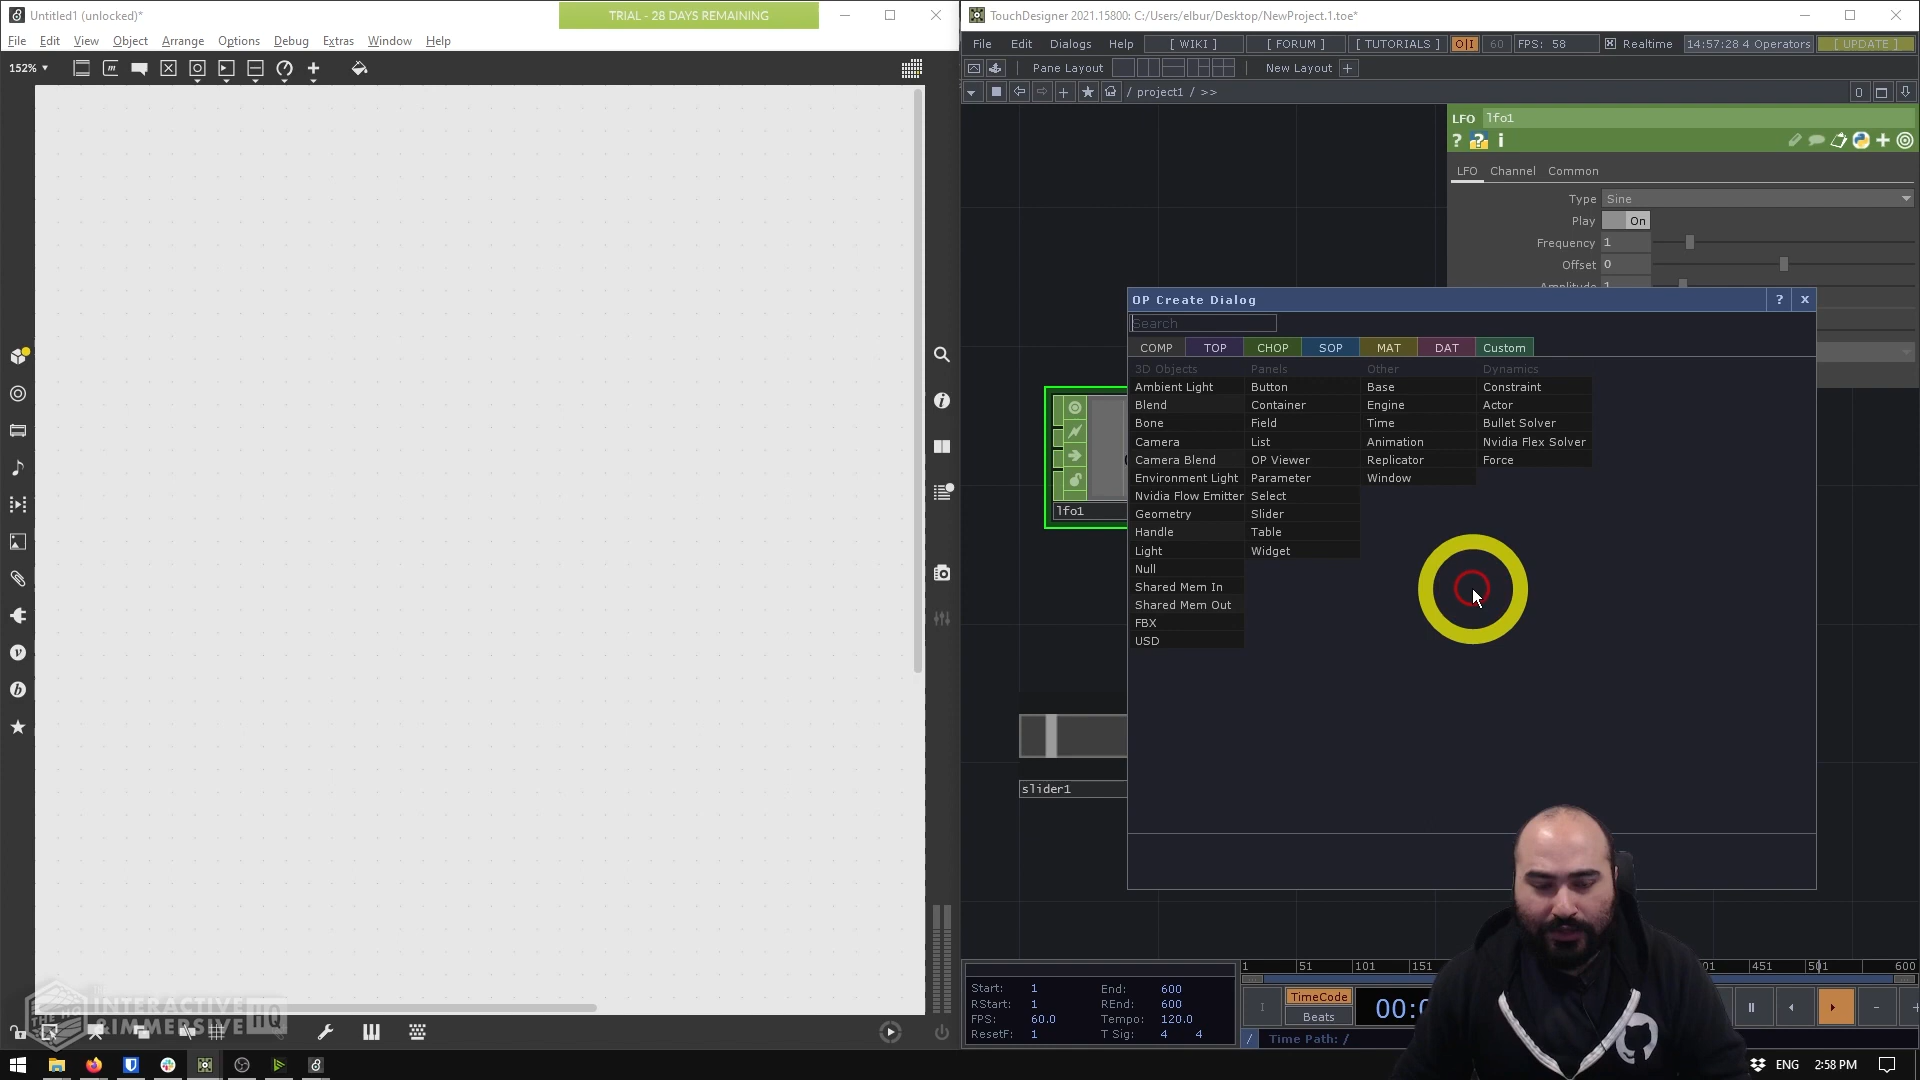 Untitled1 (unlocked)*
TRIAL - 28 DAYS REMAINING
File Edit View Object Arrange Options Debug Extras Window Help
152%
THE
INTERACTIVE
& IMMERSIVE HQ
TouchDesigner 2021.15800: C:/Users/elbur/Desktop/NewProject.1.toe*
File Edit Dialogs Help [ WIKI ] [ FORUM ] [ TUTORIALS ] O|I 60 FPS: 58 Realtime 14:57:28 4 Operators [ UPDATE ]
Pane Layout New Layout +
/ project1 / >> 0
LFO lfo1
? ? i
LFO Channel Common
Type Sine
Play On
Frequency 1
Offset 0
Amplitude 1
lfo1
slider1
OP Create Dialog ? x
Search
COMP TOP CHOP SOP MAT DAT Custom
3D Objects Panels Other Dynamics
Ambient Light Button Base Constraint
Blend Container Engine Actor
Bone Field Time Bullet Solver
Camera List Animation Nvidia Flex Solver
Camera Blend OP Viewer Replicator Force
Environment Light Parameter Window
Nvidia Flow Emitter Select
Geometry Slider
Handle Table
Light Widget
Null
Shared Mem In
Shared Mem Out
FBX
USD
Start: 1 End: 600
RStart: 1 REnd: 600
FPS: 60.0 Tempo: 120.0
ResetF: 1 T Sig: 4 4
1 51 101 151 451 501 600
TimeCode
Beats
/ Time Path: /
ENG 2:58 PM